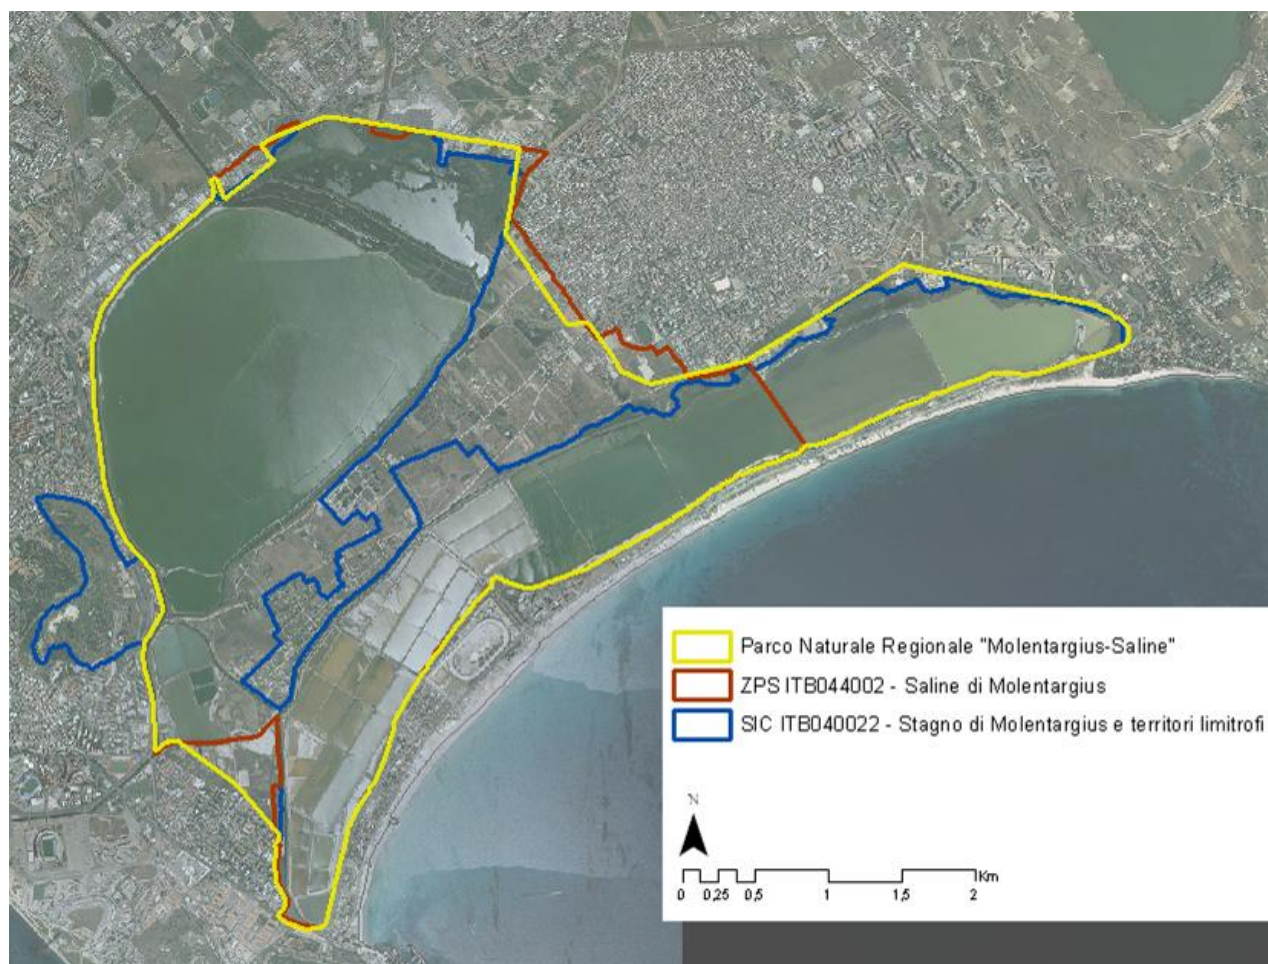 Parco Naturale Regionale "Molentargius-Saline"
ZPS ITB044002 - Saline di Molentargius
SIC ITB040022 - Stagno di Molentargius e territori limitrofi
N
Km
0 0,25 0,5 1 1,5 2